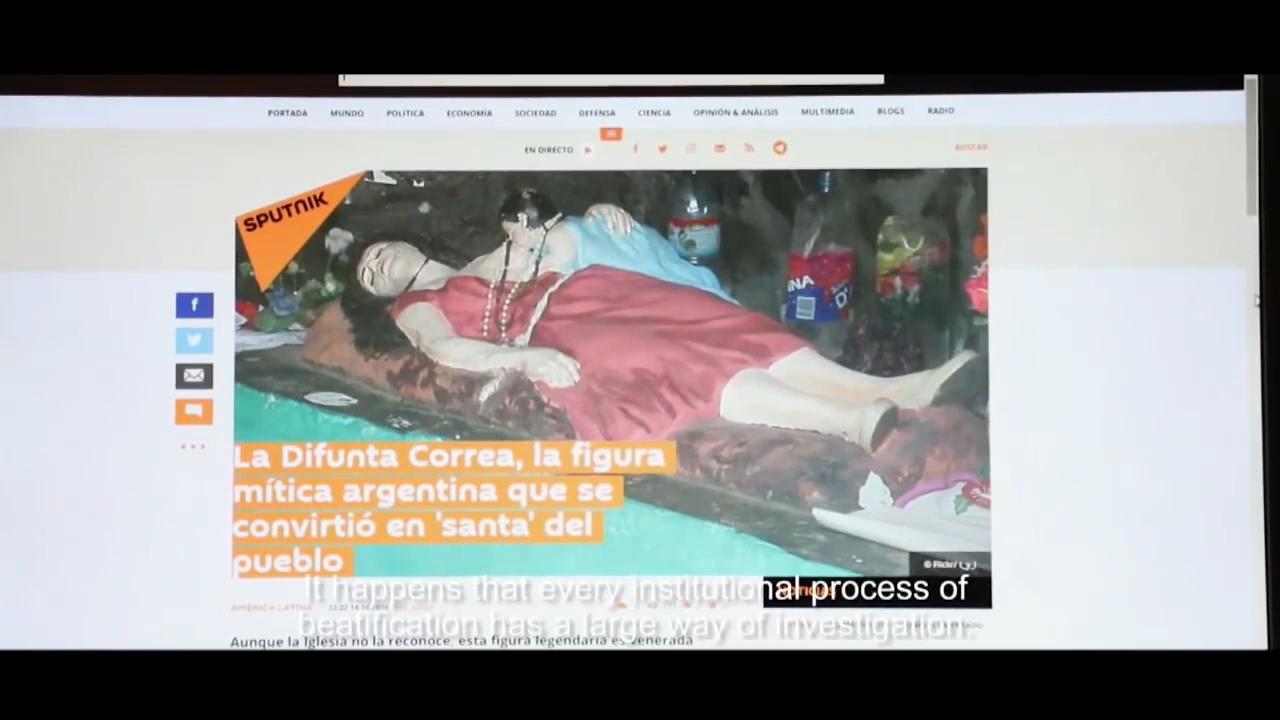 PORTADA MUNDO POLÍTICA ECONOMÍA SOCIEDAD DEFENSA CIENCIA OPINIÓN & ANÁLISIS MULTIMEDIA BLOGS RADIO
EN DIRECTO
BUSCAR
SPUTNIK
La Difunta Correa, la figura
mítica argentina que se
convirtió en 'santa' del
pueblo
© Flickr/
It happens that every institutional process of
AMÉRICA LATINA
beatification has a large way of investigation.
Aunque la Iglesia no la reconoce, esta figura legendaria es venerada